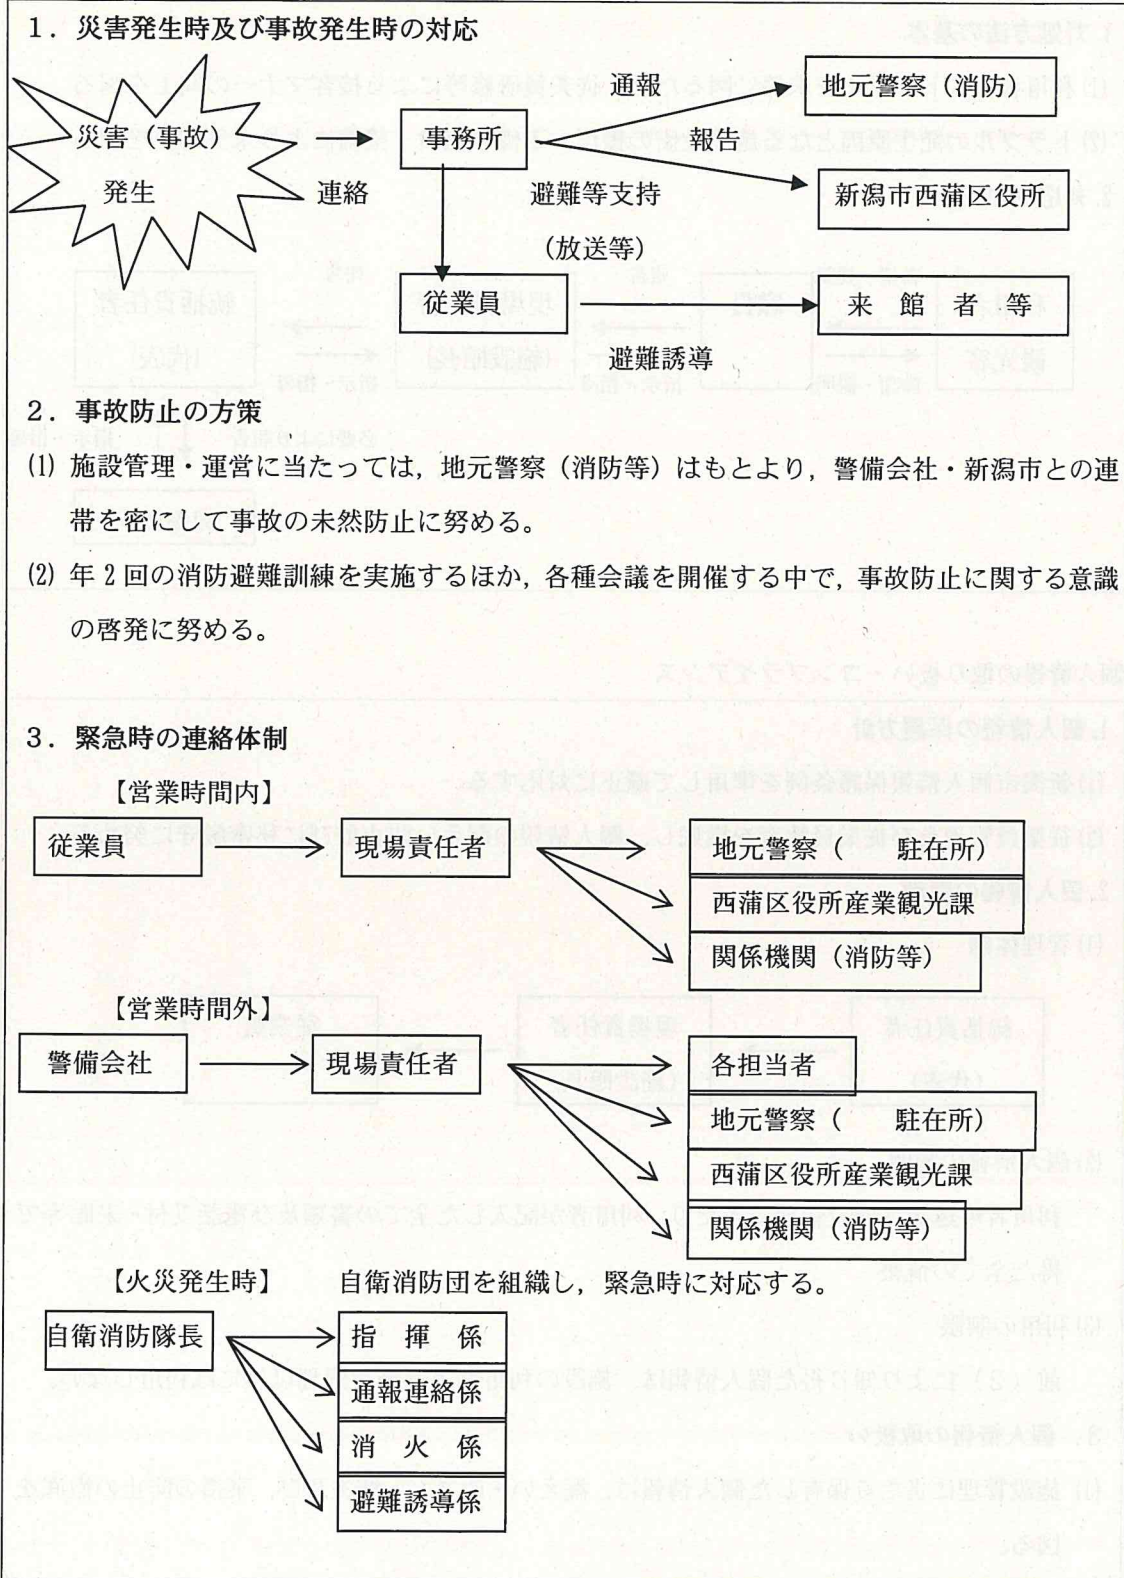 1．災害発生時及び事故発生時の対応
災害（事故）
発生
連絡
事務所
通報
地元警察（消防）
報告
新潟市西蒲区役所
避難等支持
(放送等)
従業員
避難誘導
来　館　者　等
2．事故防止の方策
(1) 施設管理・運営に当たっては，地元警察（消防等）はもとより，警備会社・新潟市との連
帯を密にして事故の未然防止に努める。
(2) 年2回の消防避難訓練を実施するほか，各種会議を開催する中で，事故防止に関する意識
の啓発に努める。
3．緊急時の連絡体制
【営業時間内】
従業員
現場責任者
地元警察（　　駐在所）
西蒲区役所産業観光課
関係機関（消防等）
【営業時間外】
警備会社
現場責任者
各担当者
地元警察（　　駐在所）
西蒲区役所産業観光課
関係機関（消防等）
【火災発生時】　　自衛消防団を組織し，緊急時に対応する。
自衛消防隊長
指　揮　係
通報連絡係
消　火　係
避難誘導係